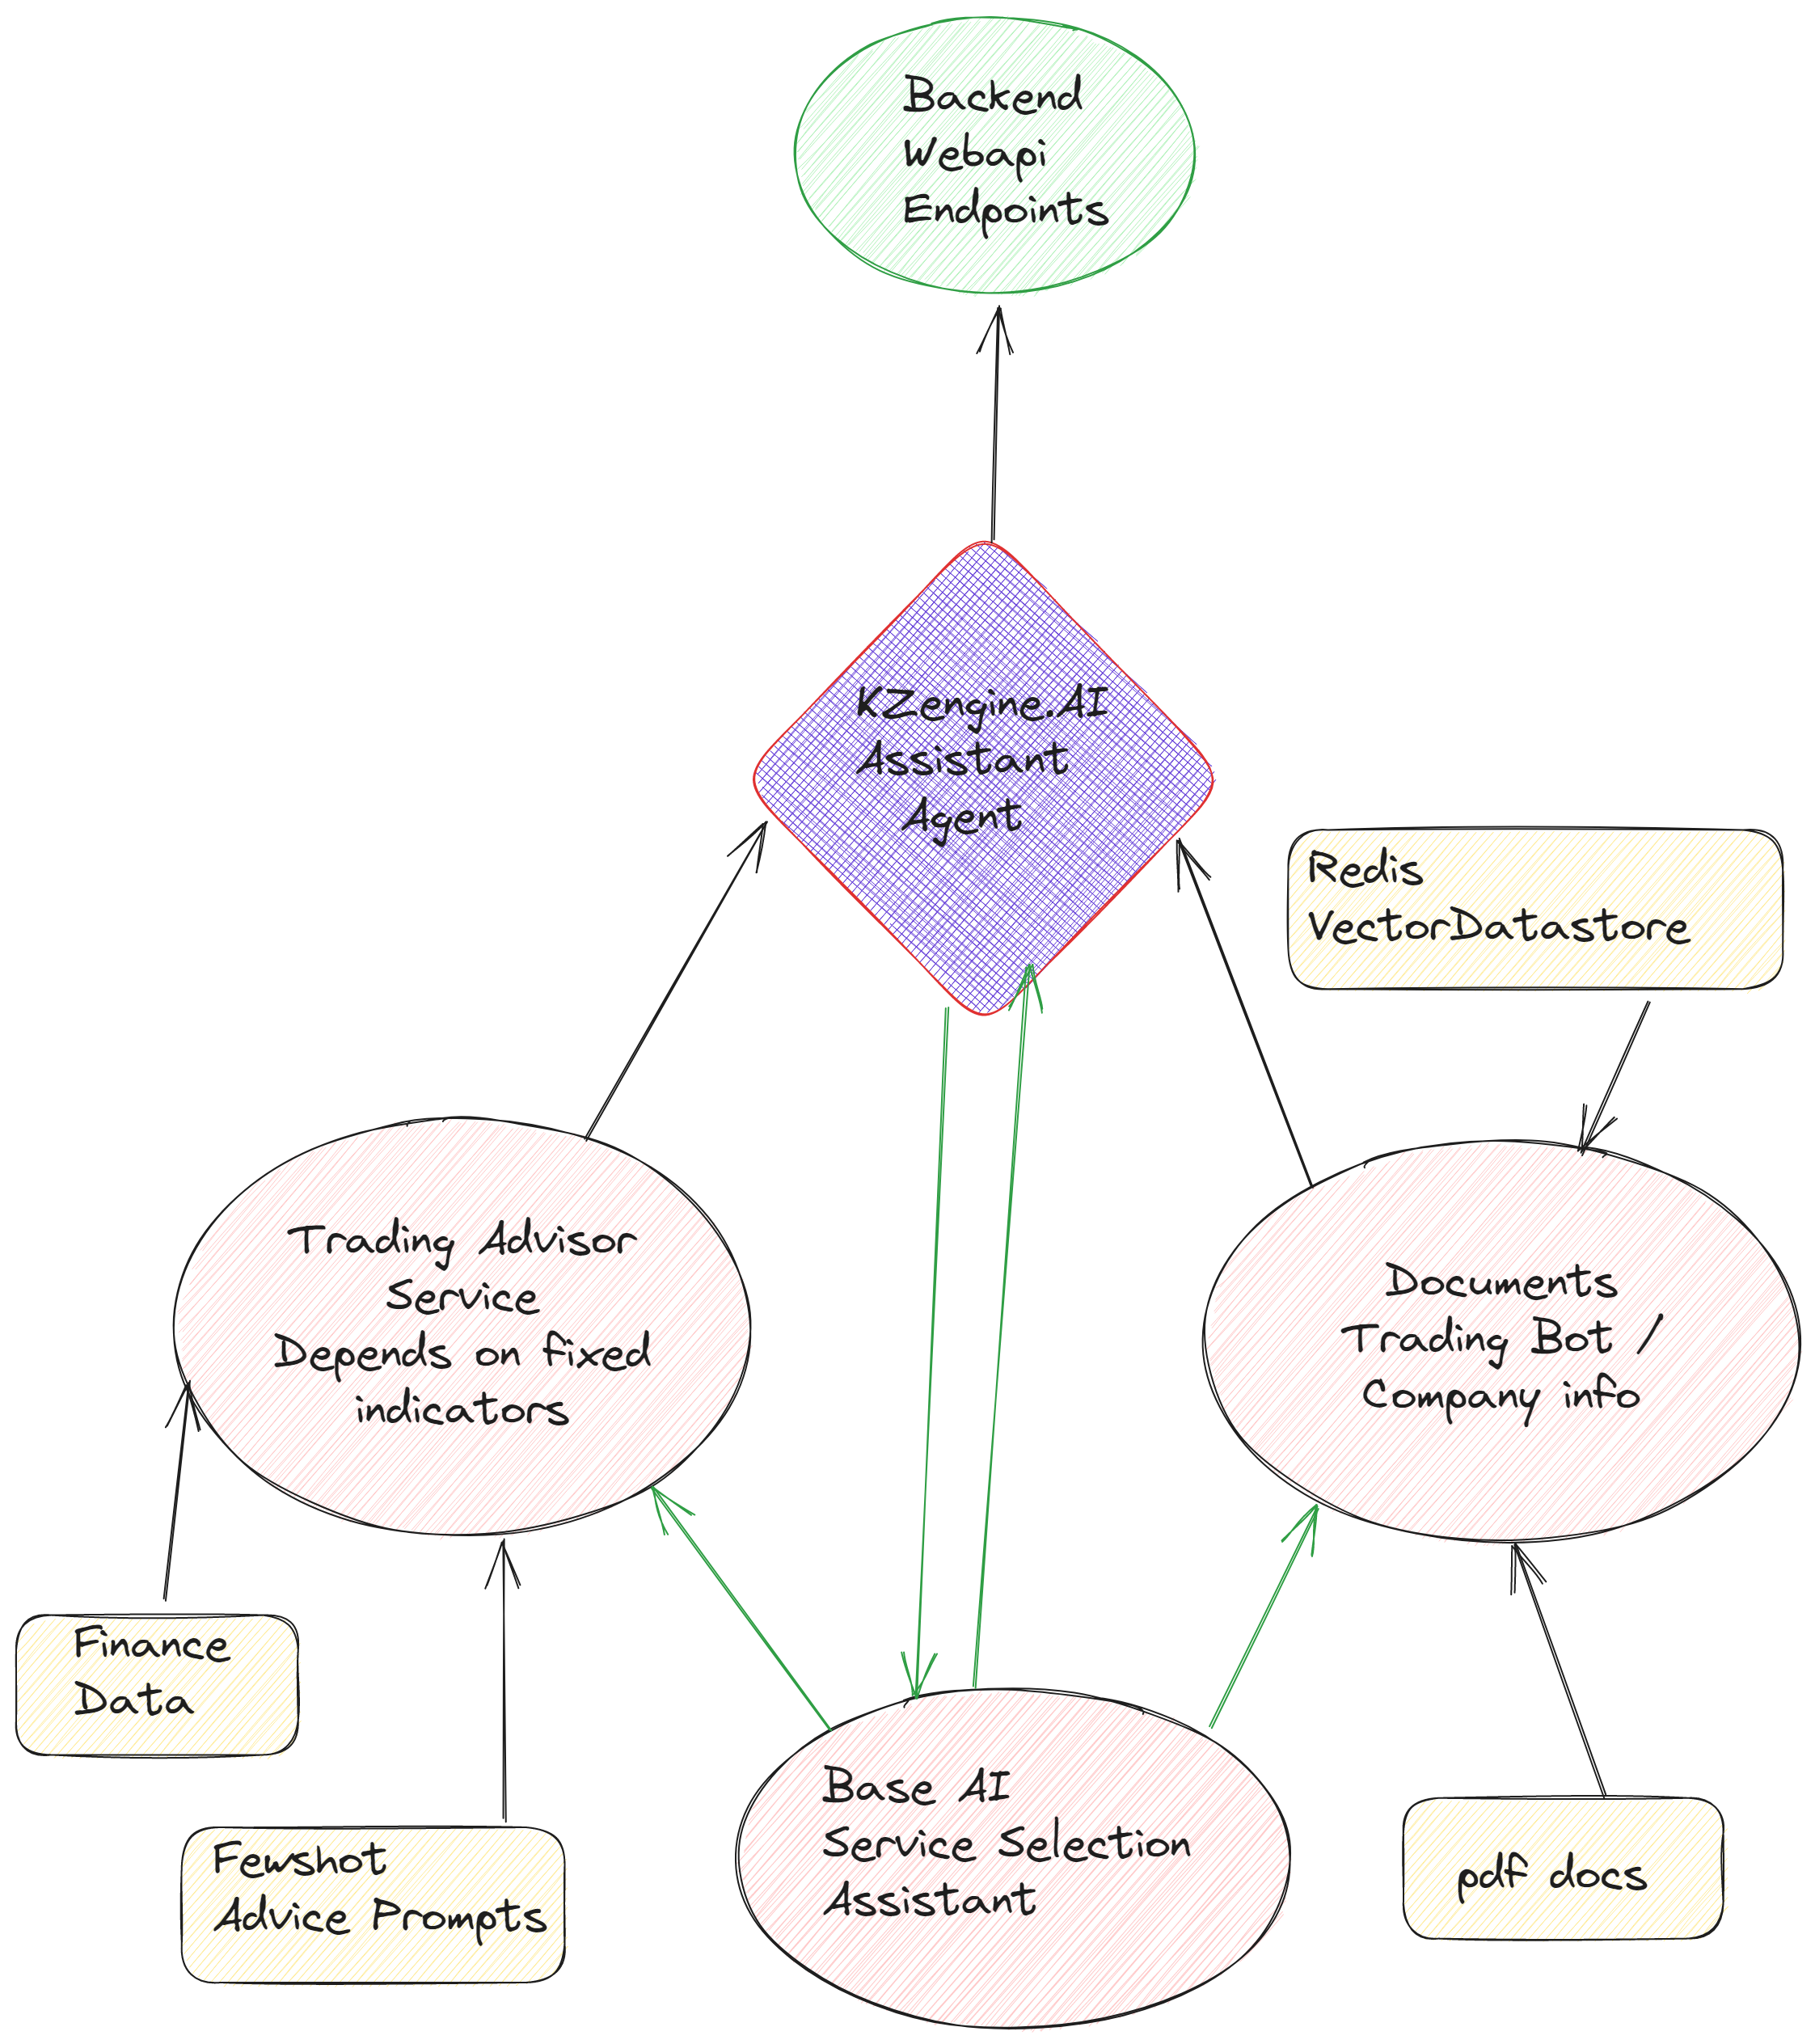 Backend
Webapi
Endpoints
KZengine.AI
Assistant
Agent
Redis
VectorDatastore
Trading Advisor
Service
Depends on fixed
indicators
Documents
Trading Bot /
Company info
Finance
Data
Fewshot
Advice Prompts
Base AI
Service Selection
Assistant
pdf docs